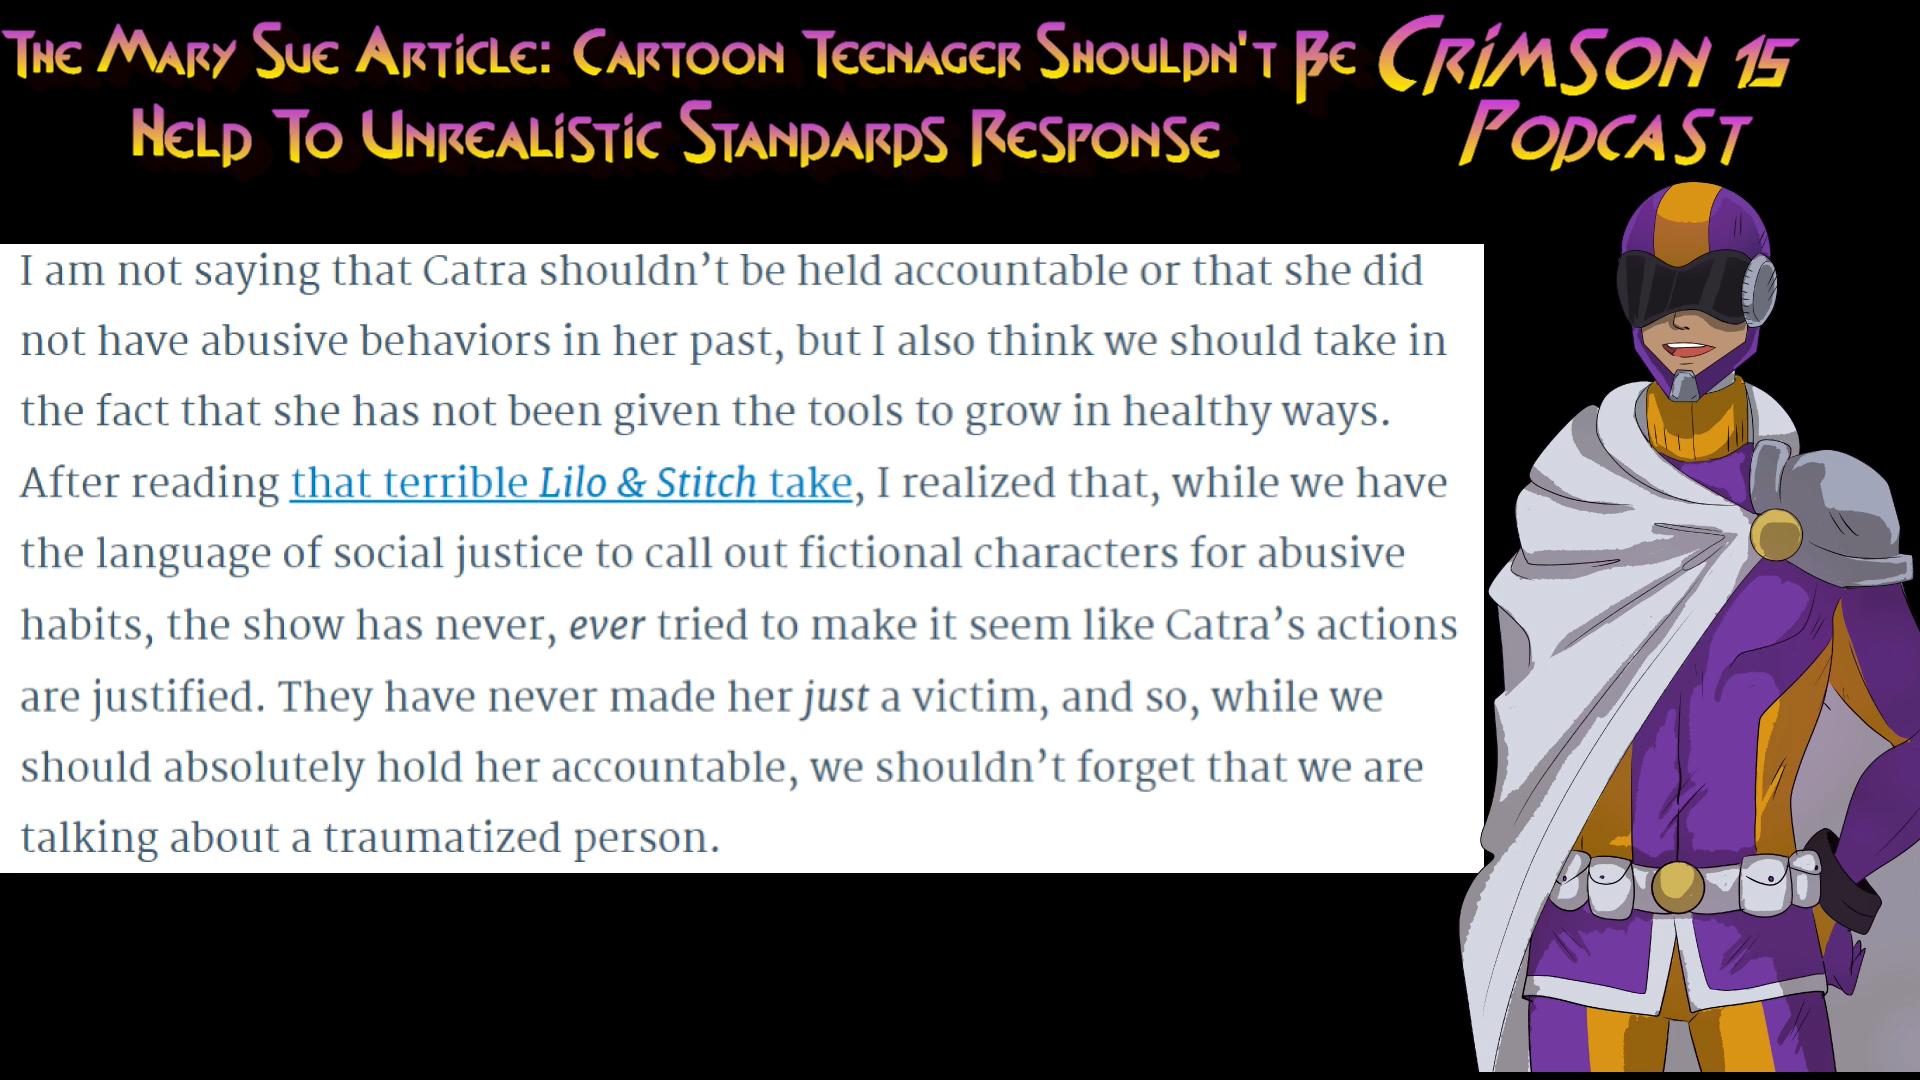 The Mary Sue Article: Cartoon Teenager Shouldn't Be
Help To Unrealistic Standards Response
Crimson 15
Podcast
I am not saying that Catra shouldn’t be held accountable or that she did
not have abusive behaviors in her past, but I also think we should take in
the fact that she has not been given the tools to grow in healthy ways.
After reading that terrible Lilo & Stitch take, I realized that, while we have
the language of social justice to call out fictional characters for abusive
habits, the show has never, ever tried to make it seem like Catra’s actions
are justified. They have never made her just a victim, and so, while we
should absolutely hold her accountable, we shouldn’t forget that we are
talking about a traumatized person.